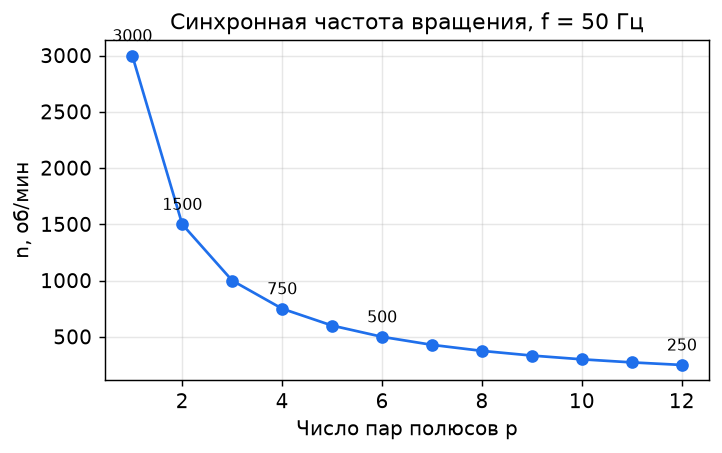 Синхронная частота вращения, f = 50 Гц
3000
1500
750
500
250
3000
2500
2000
1500
1000
500
n, об/мин
2 4 6 8 10 12
Число пар полюсов p